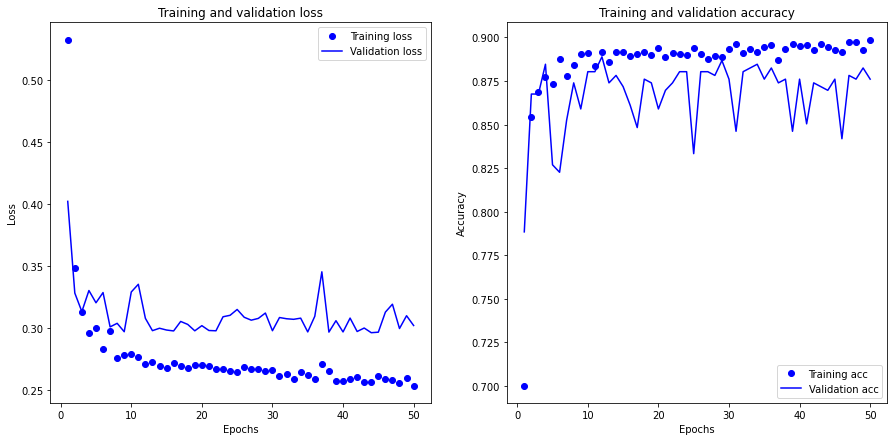 Training and validation loss
Training loss
Validation loss
0.50
0.45
0.40
0.35
0.30
0.25
Loss
0 10 20 30 40 50
Epochs
Training and validation accuracy
0.900
0.875
0.850
0.825
0.800
0.775
0.750
0.725
0.700
Accuracy
Training acc
Validation acc
0 10 20 30 40 50
Epochs